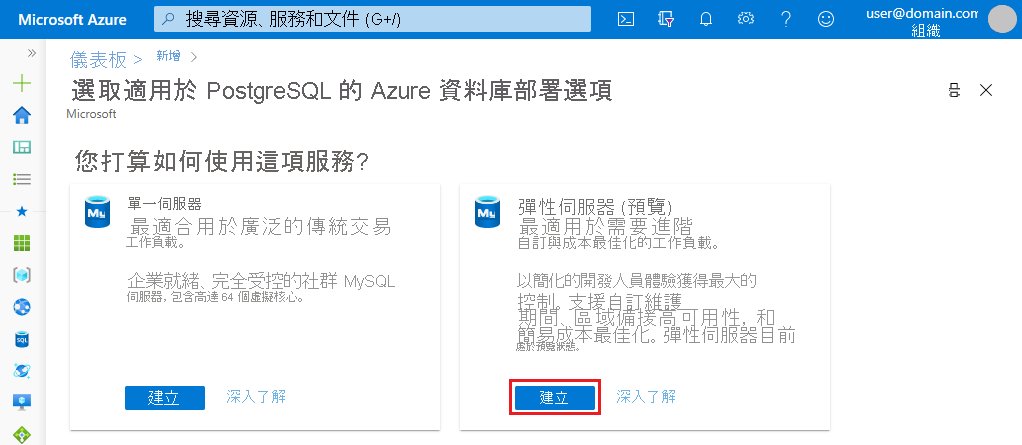 Microsoft Azure
搜尋資源、服務和文件 (G+/)
user@domain.com
組織
儀表板 > 新增 >
選取適用於 PostgreSQL 的 Azure 資料庫部署選項
Microsoft
您打算如何使用這項服務?
My
單一伺服器
最適合用於廣泛的傳統交易
工作負載。
企業就緒、完全受控的社群 MySQL
伺服器，包含高達 64 個虛擬核心。
建立 深入了解
My
彈性伺服器 (預覽)
最適用於需要進階
自訂與成本最佳化的工作負載。
以簡化的開發人員體驗獲得最大的
控制。支援自訂維護
期間、區域備援高可用性，和
簡易成本最佳化。彈性伺服器目前
處於預覽狀態。
建立 深入了解
SQL